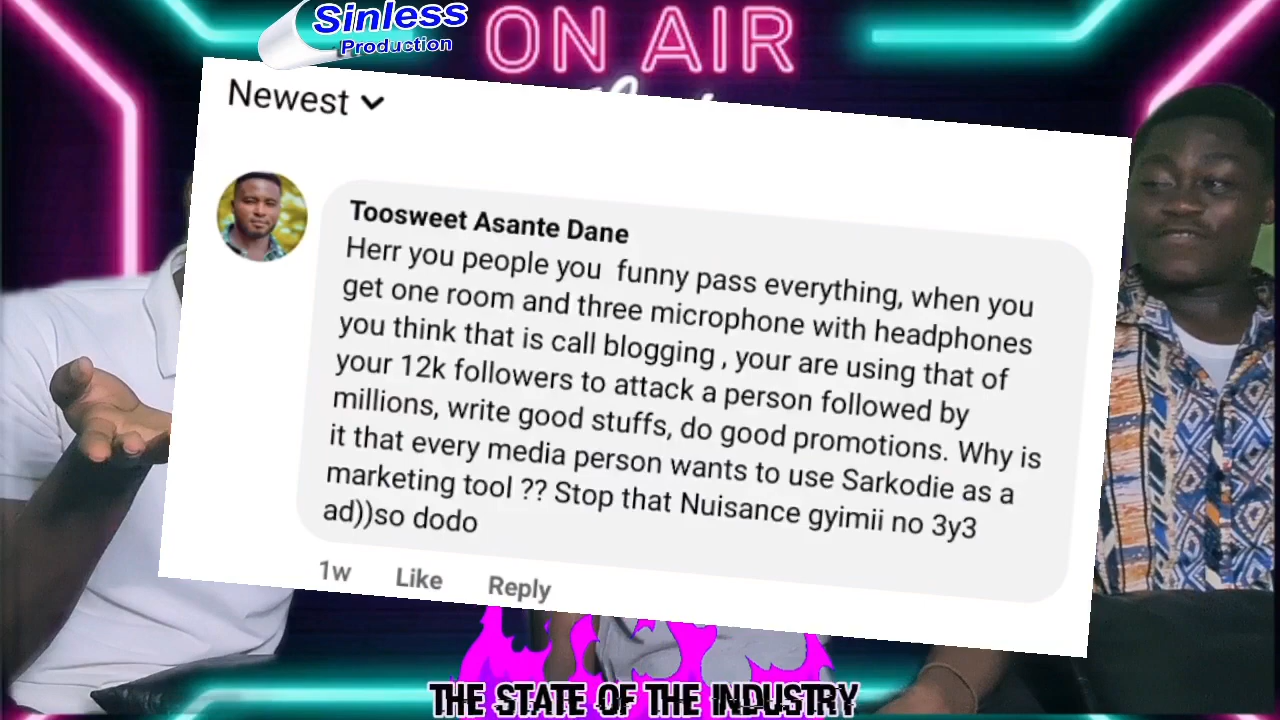 Sinless
Production
ON AIR
Newest
Toosweet Asante Dane
Herr you people you  funny pass everything, when you
get one room and three microphone with headphones
you think that is call blogging , your are using that of
your 12k followers to attack a person followed by
millions, write good stuffs, do good promotions. Why is
it that every media person wants to use Sarkodie as a
marketing tool ?? Stop that Nuisance gyimii no 3y3
ad))so dodo
1w Like Reply
THE STATE OF THE INDUSTRY